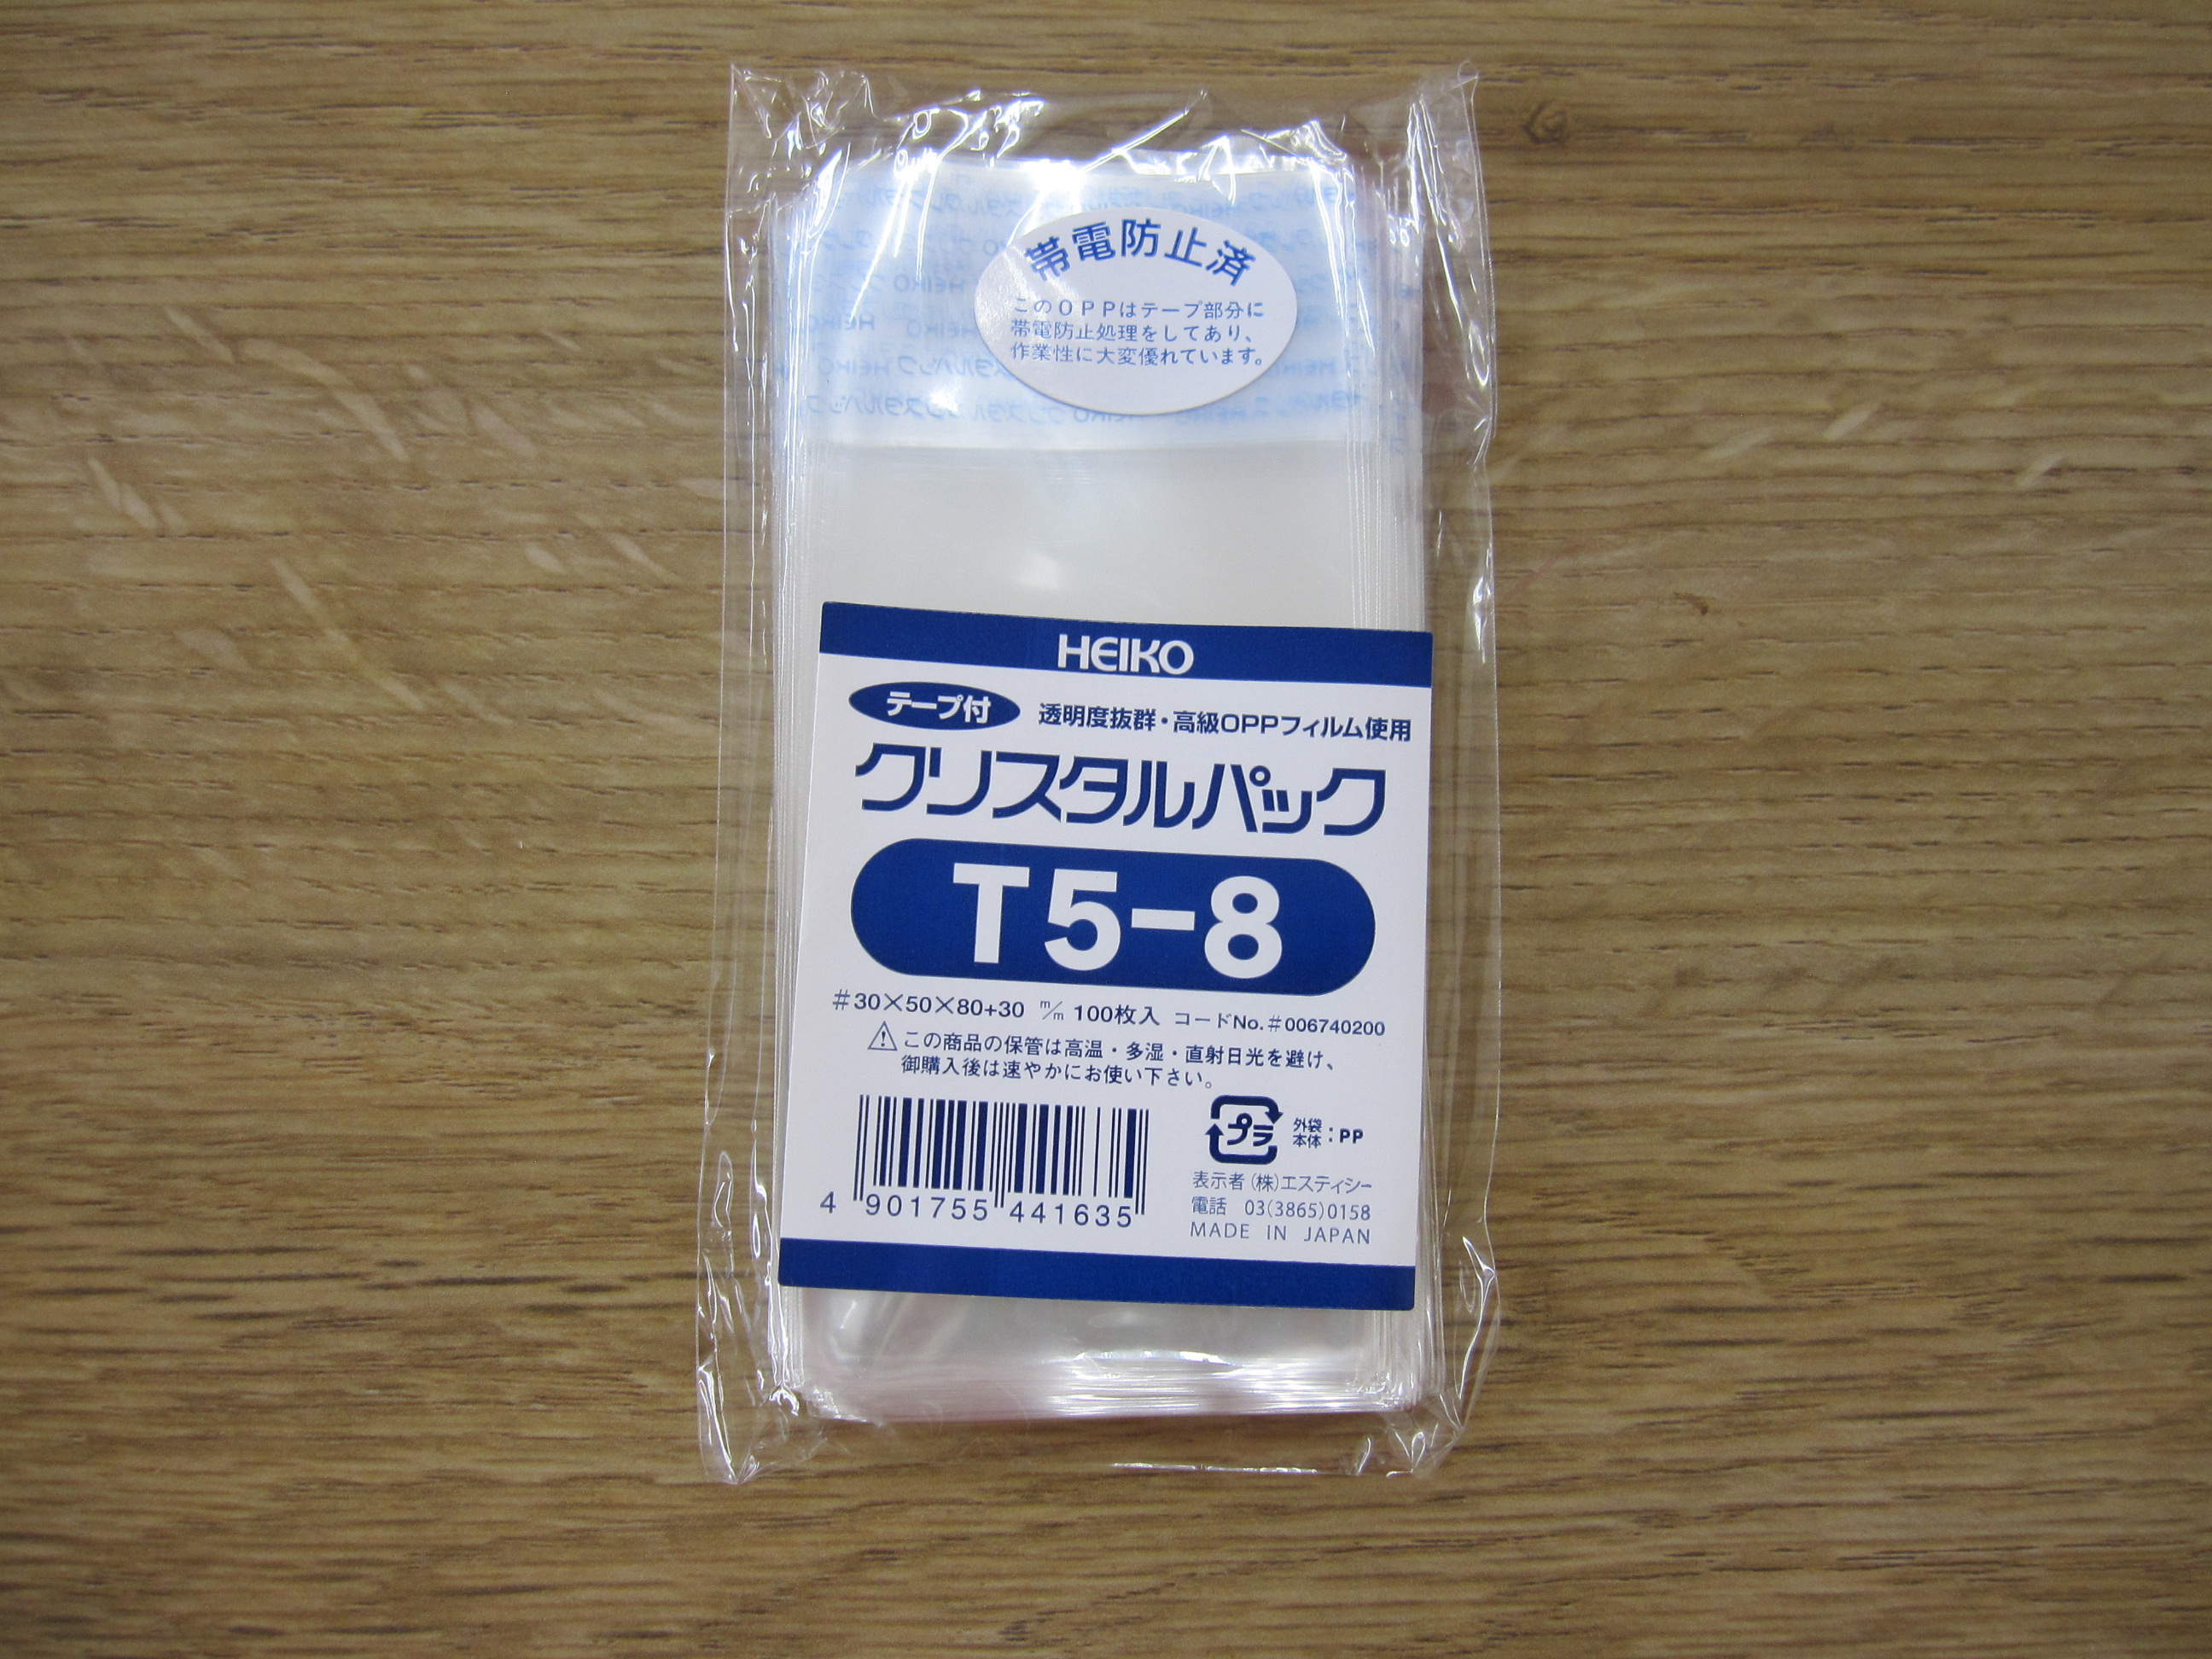 帯電防止済
このOPPはテープ部分に
帯電防止処理をしてあり、
作業性に大変優れています。
HEIKO
テープ付 透明度抜群・高級OPPフィルム使用
クリスタルパック
T5-8
#30×50×80+30 m/m 100枚入 コードNo.#006740200
この商品の保管は高温・多湿・直射日光を避け、
御購入後は速やかにお使い下さい。
プラ 外袋 本体:PP
表示者(株)エスティシー
電話 03(3865)0158
MADE IN JAPAN
4 901755 441635